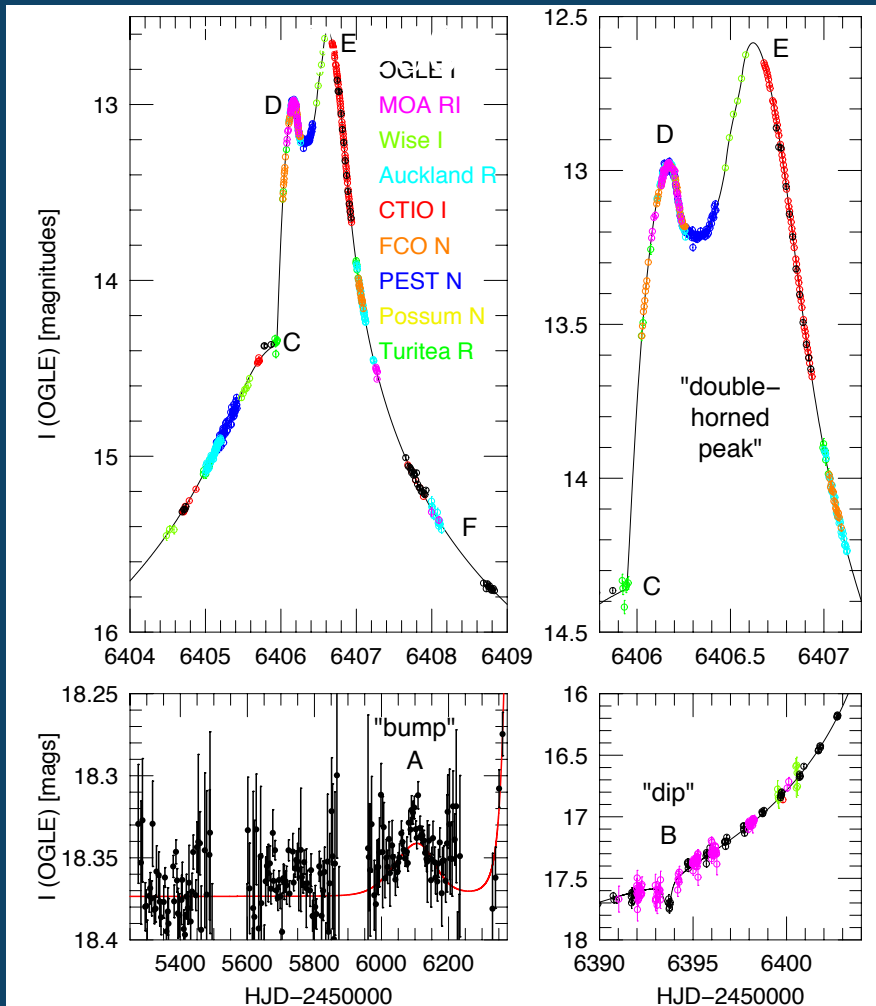 12.5
13
14
15
16
I (OGLE) [magnitudes]
6404
6405
6406
6407
6408
6409
C
D
E
F
OGLE I
MOA RI
Wise I
Auckland R
CTIO I
FCO N
PEST N
Possum N
Turitea R
13
13.5
14
14.5
6406
6406.5
6407
C
D
E
"double-
horned
peak"
18.25
18.3
18.35
18.4
I (OGLE) [mags]
5400
5600
5800
6000
6200
HJD-2450000
"bump"
A
16
16.5
17
17.5
18
6390
6395
6400
HJD-2450000
"dip"
B